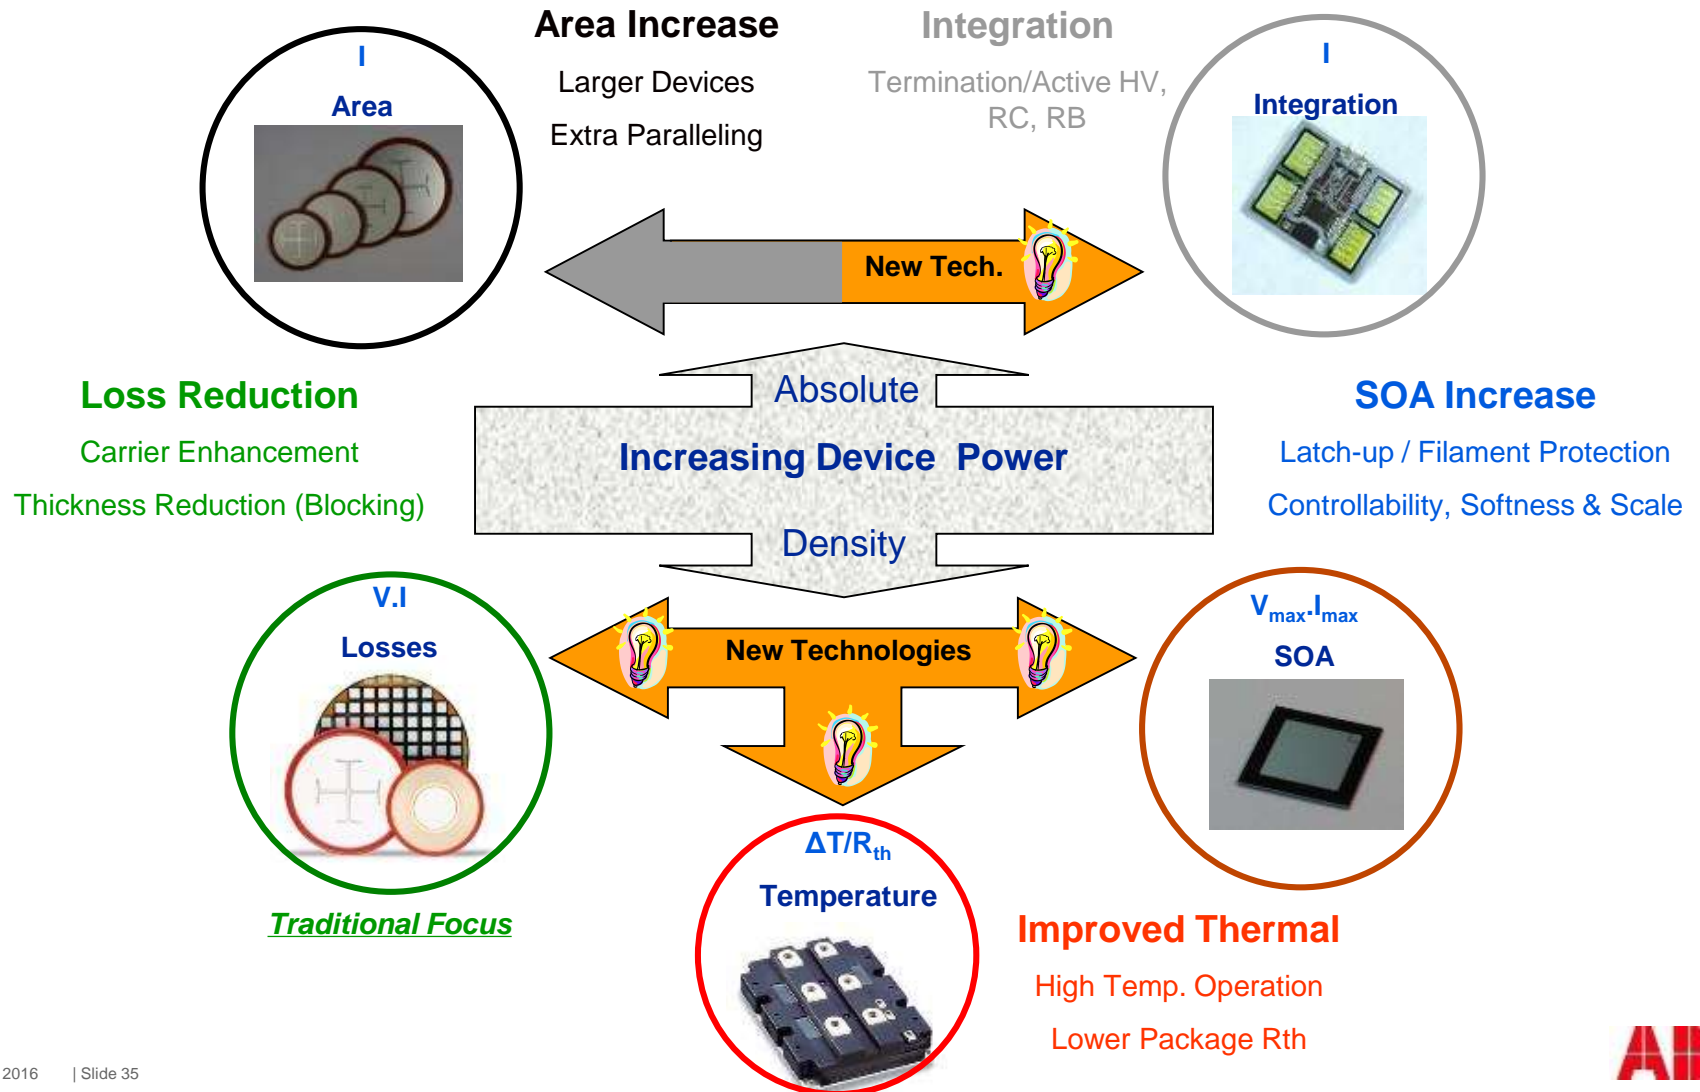 Area Increase
Larger Devices
Extra Paralleling
Integration
Termination/Active HV,
RC, RB
I
Area
I
Integration
New Tech.
Absolute
Increasing Device Power
Density
Loss Reduction
Carrier Enhancement
Thickness Reduction (Blocking)
SOA Increase
Latch-up / Filament Protection
Controllability, Softness & Scale
V.I
Losses
New Technologies
Vmax.Imax
SOA
Traditional Focus
ΔT/Rth
Temperature
Improved Thermal
High Temp. Operation
Lower Package Rth
2016 | Slide 35